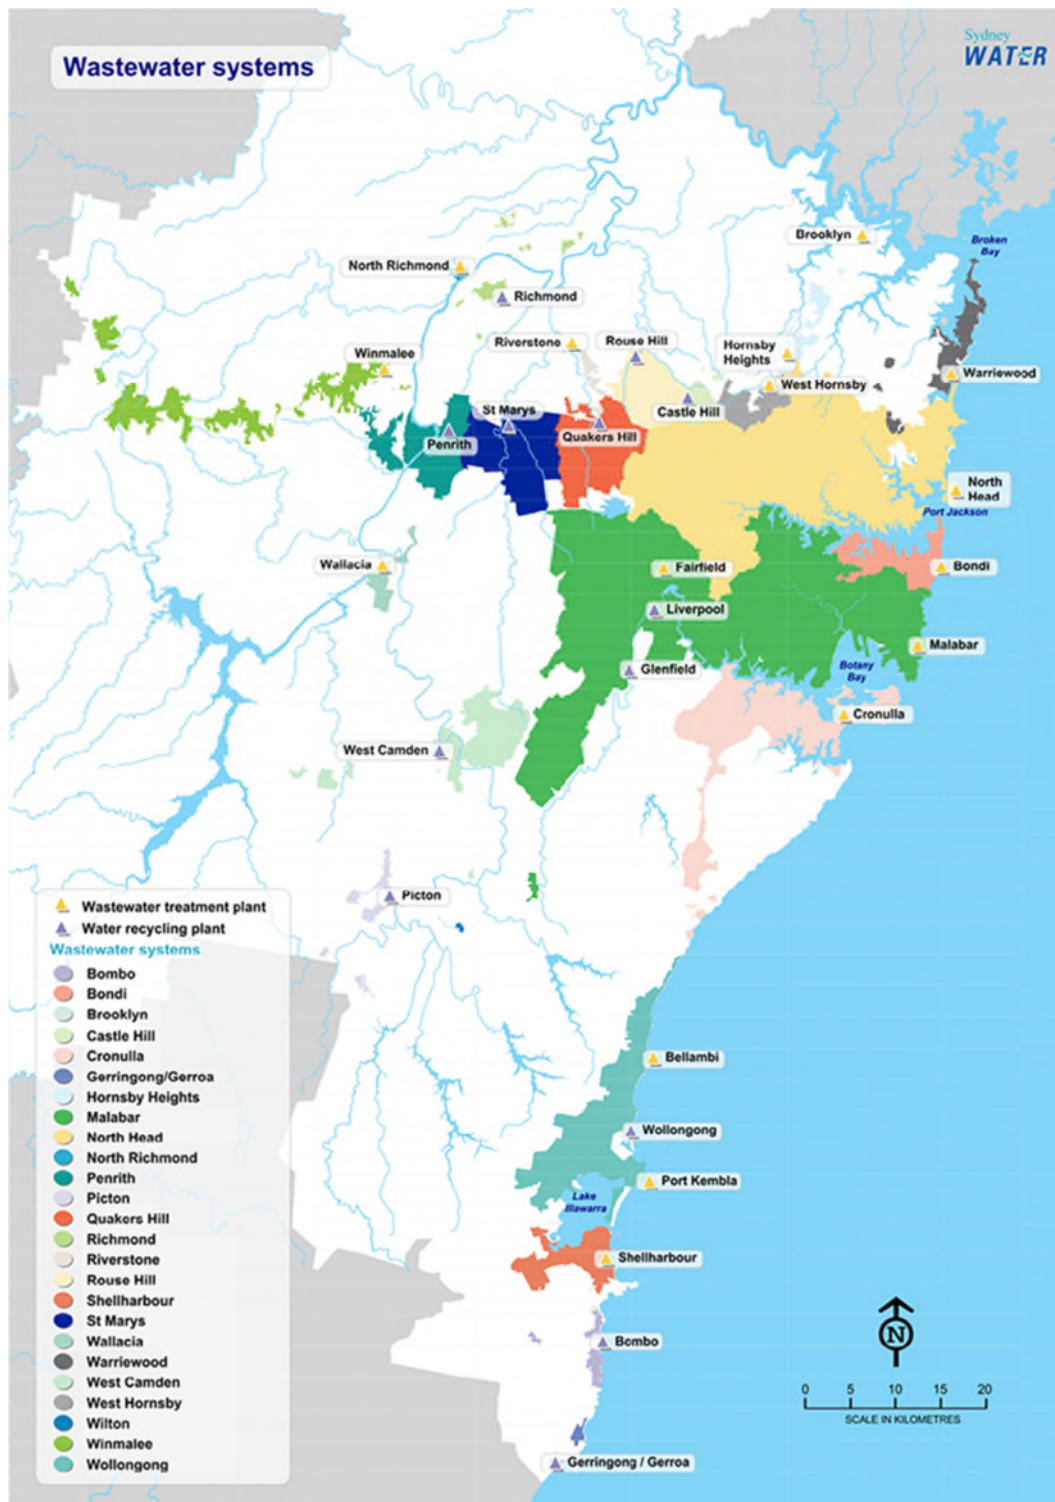 Wastewater systems
Sydney
WATER
Brooklyn
Broken
Bay
North Richmond
Richmond
Riverstone
Rouse Hill
Hornsby
Heights
Winmalee
West Hornsby
Warriewood
St Marys
Castle Hill
Penrith
Quakers Hill
North
Head
Port Jackson
Wallacia
Fairfield
Bondi
Liverpool
Malabar
Glenfield
Botany
Bay
Cronulla
West Camden
Picton
Wastewater treatment plant
Water recycling plant
Wastewater systems
Bombo
Bondi
Brooklyn
Castle Hill
Cronulla
Gerringong/Gerroa
Hornsby Heights
Malabar
North Head
North Richmond
Penrith
Picton
Quakers Hill
Richmond
Riverstone
Rouse Hill
Shellharbour
St Marys
Wallacia
Warriewood
West Camden
West Hornsby
Wilton
Winmalee
Wollongong
Bellambi
Wollongong
Port Kembla
Lake
Illawarra
Shellharbour
Bombo
Gerringong / Gerroa
N
0 5 10 15 20
SCALE IN KILOMETRES